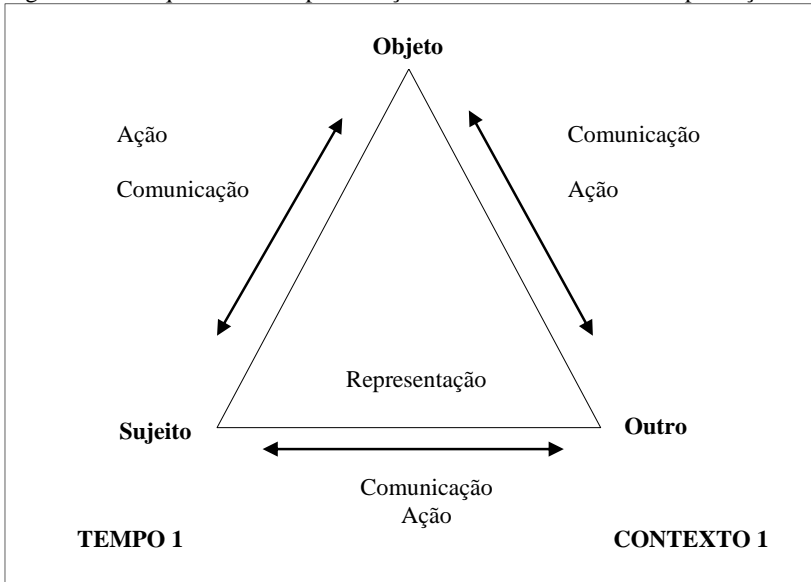 Objeto
Ação
Comunicação
Comunicação
Ação
Representação
Sujeito
Outro
Comunicação
Ação
TEMPO 1
CONTEXTO 1